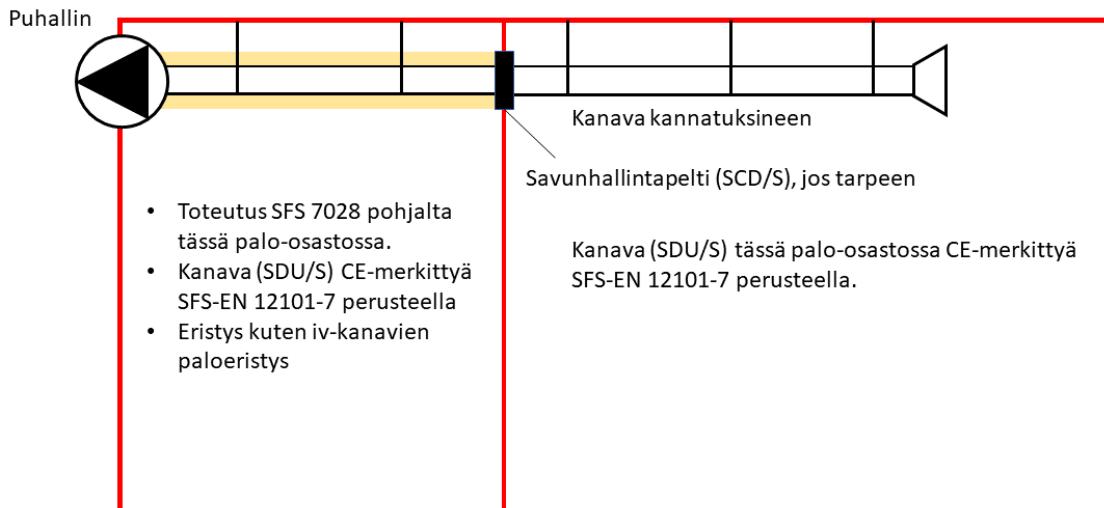 Puhallin
Kanava kannatuksineen
Savunhallintapelti (SCD/S), jos tarpeen
• Toteutus SFS 7028 pohjalta
tässä palo-osastossa.
• Kanava (SDU/S) CE-merkittyä
SFS-EN 12101-7 perusteella
• Eristys kuten iv-kanavien
paloeristys
Kanava (SDU/S) tässä palo-osastossa CE-merkittyä
SFS-EN 12101-7 perusteella.